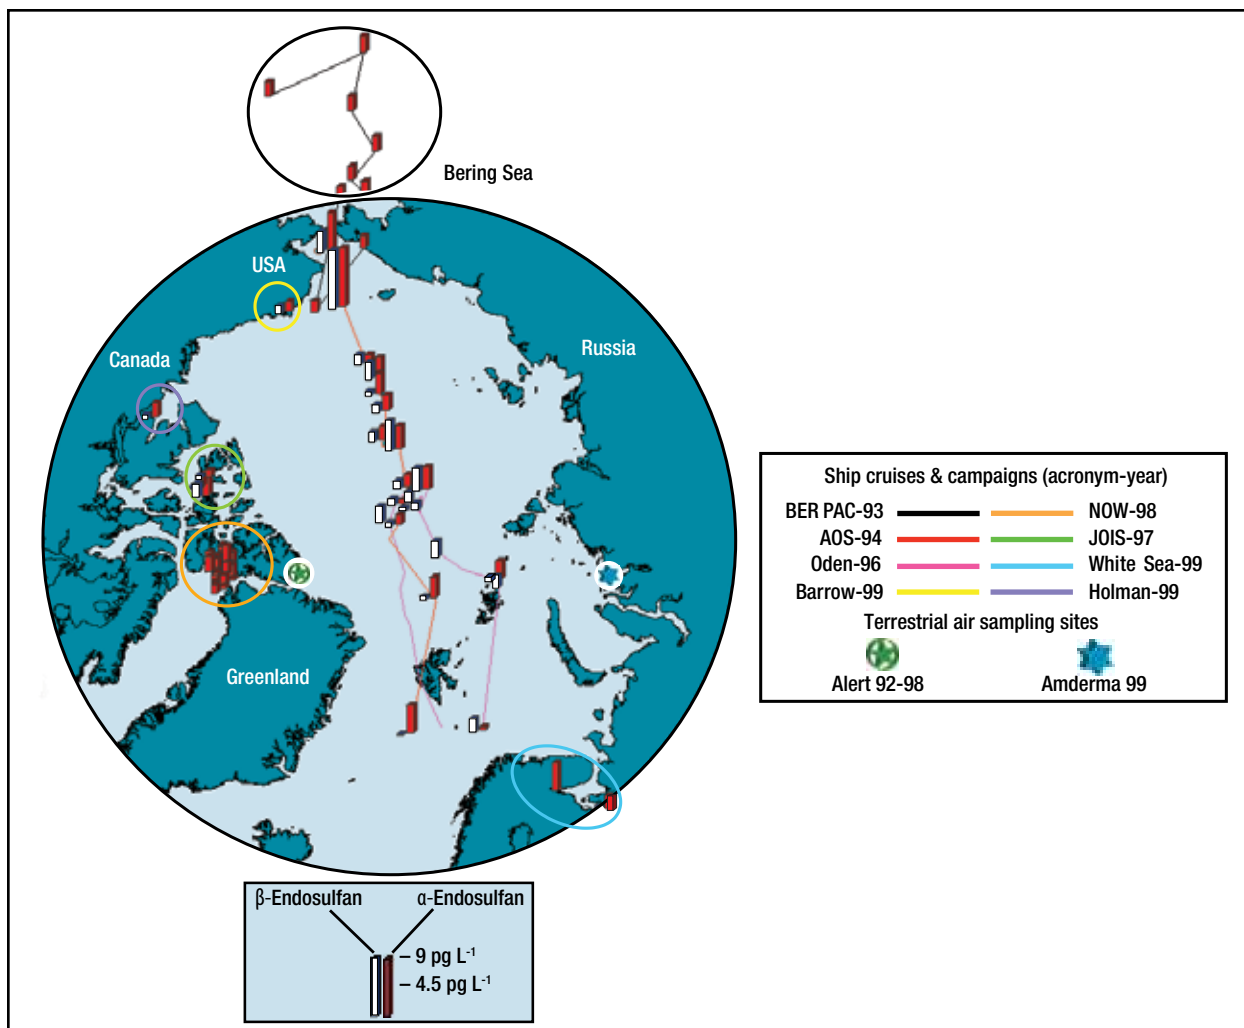 Bering Sea
USA
Canada
Russia
Greenland
Ship cruises & campaigns (acronym-year)
BER PAC-93 NOW-98
AOS-94 JOIS-97
Oden-96 White Sea-99
Barrow-99 Holman-99
Terrestrial air sampling sites
Alert 92-98 Amderma 99
β-Endosulfan α-Endosulfan
– 9 pg L⁻¹
– 4.5 pg L⁻¹